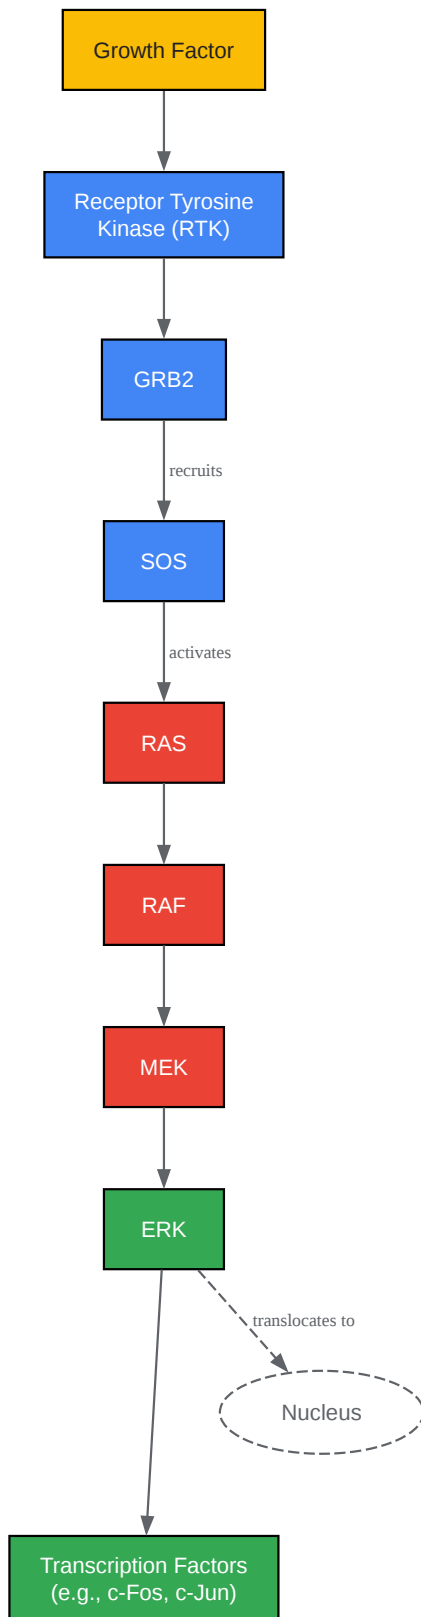 Growth Factor
Receptor Tyrosine
Kinase (RTK)
GRB2
recruits
SOS
activates
RAS
RAF
MEK
ERK
translocates to
Nucleus
Transcription Factors
(e.g., c-Fos, c-Jun)